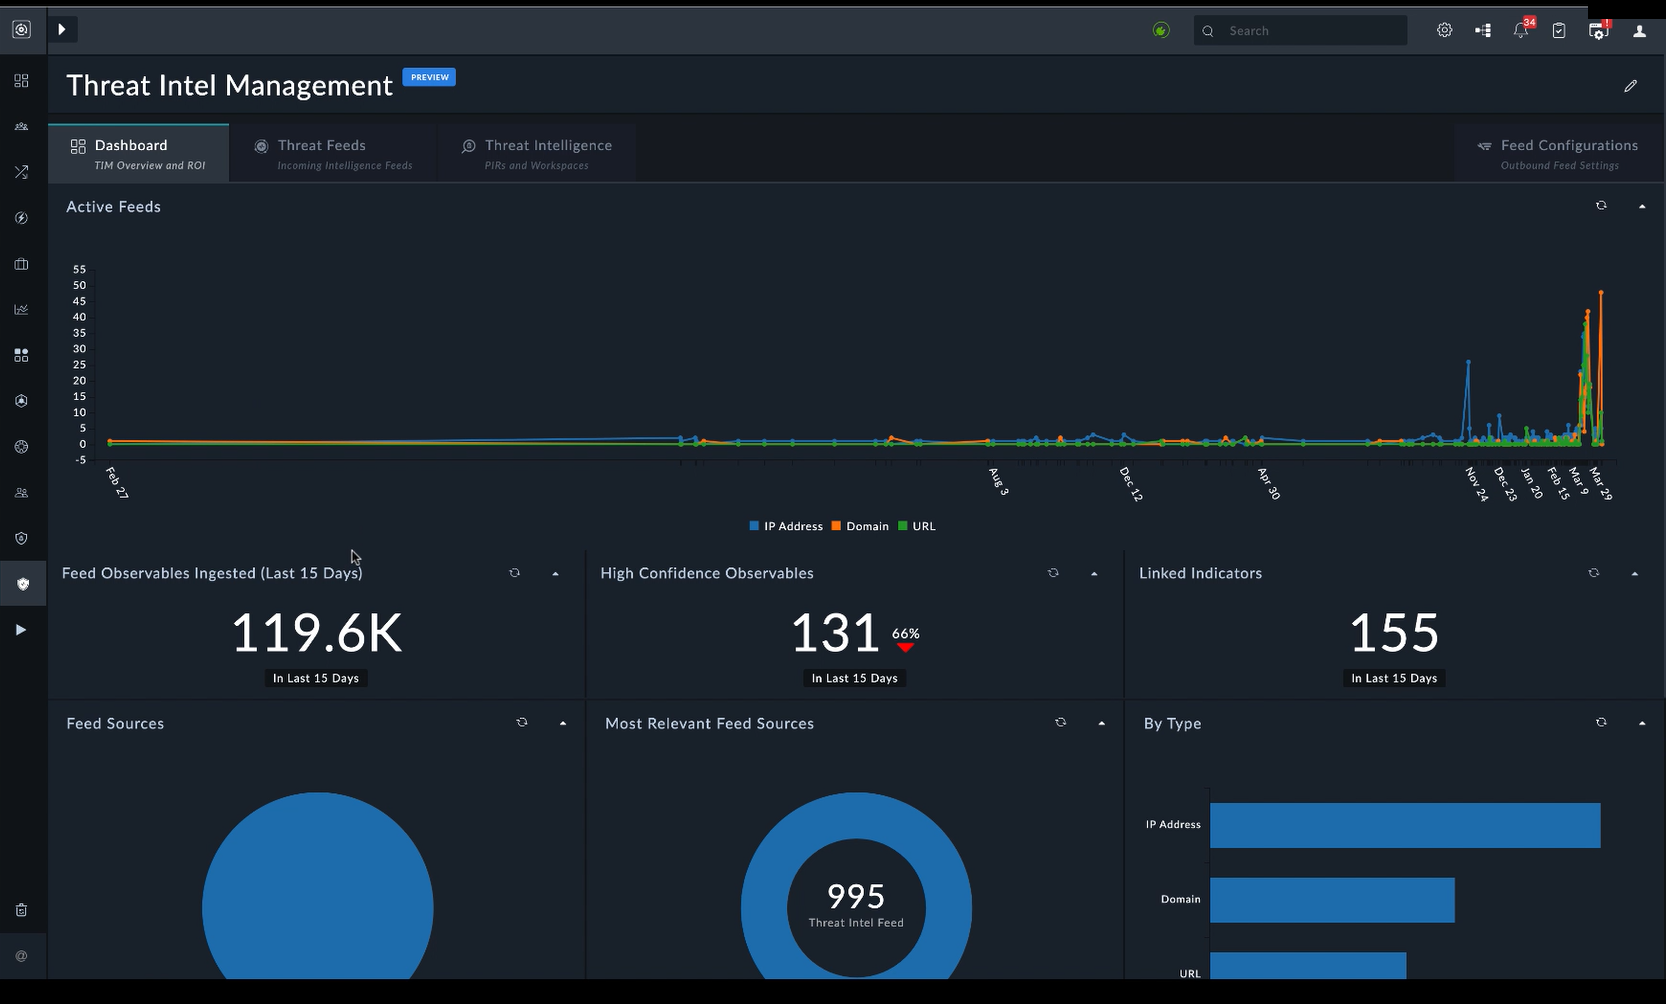 Search
34
!
Threat Intel Management PREVIEW
Dashboard
TIM Overview and ROI
Threat Feeds
Incoming Intelligence Feeds
Threat Intelligence
PIRs and Workspaces
Feed Configurations
Outbound Feed Settings
Active Feeds
55
50
45
40
35
30
25
20
15
10
5
0
-5
Feb 27
Aug 3
Dec 12
Apr 30
Nov 24
Dec 23
Jan 20
Feb 15
Mar 9
Mar 29
IP Address Domain URL
Feed Observables Ingested (Last 15 Days)
119.6K
In Last 15 Days
High Confidence Observables
131 66%
In Last 15 Days
Linked Indicators
155
In Last 15 Days
Feed Sources
Most Relevant Feed Sources
995
Threat Intel Feed
By Type
IP Address
Domain
URL
@